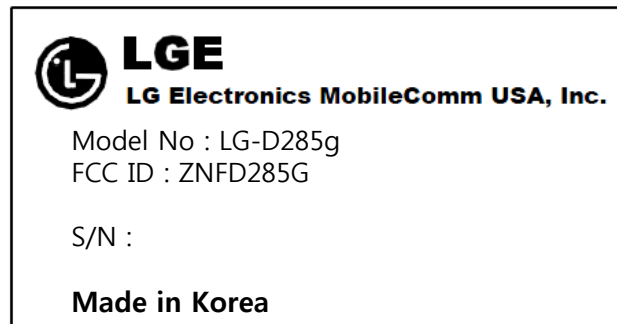 LGE
LG Electronics MobileComm USA, Inc.
Model No : LG-D285g
FCC ID : ZNFD285G
S/N :
Made in Korea